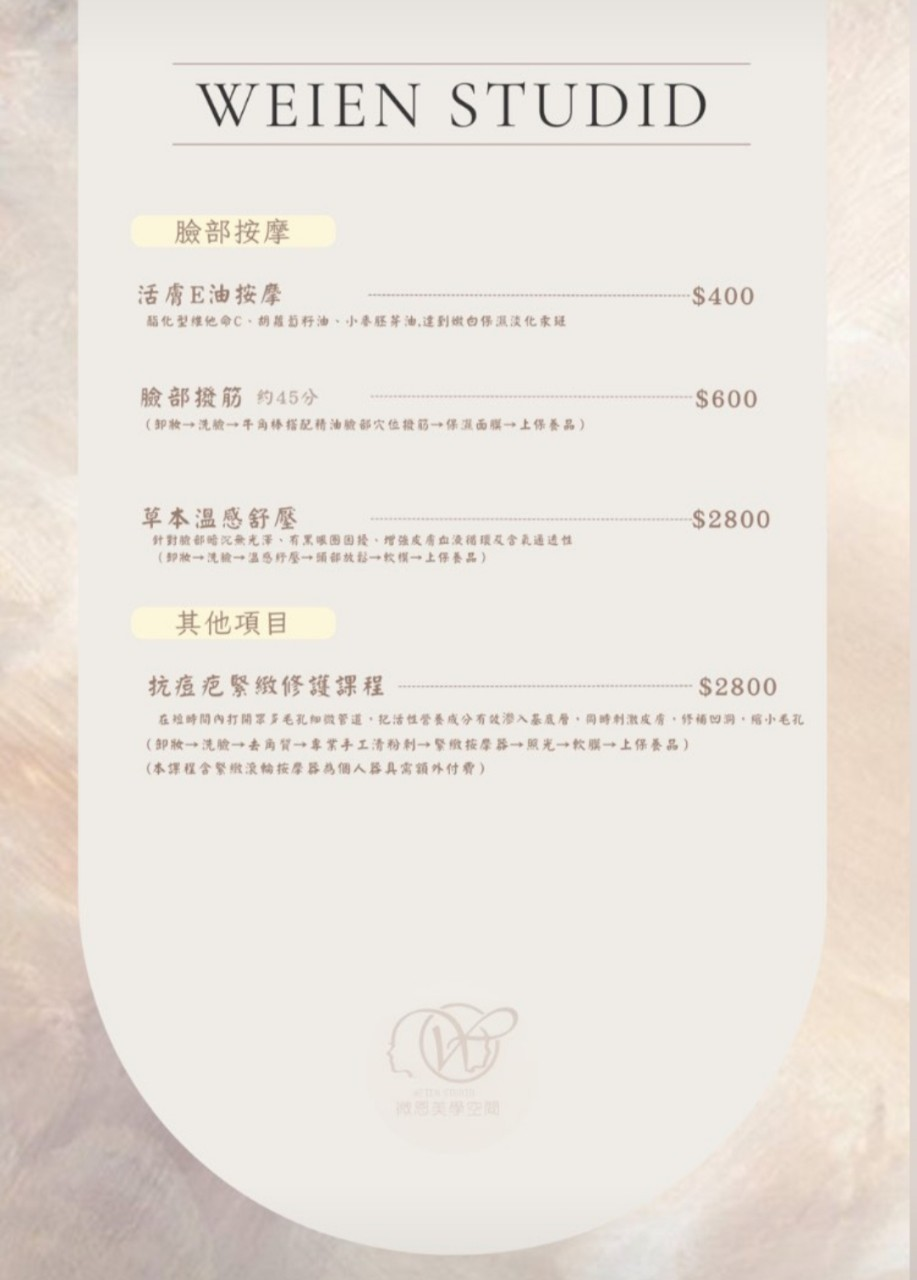 WEIEN STUDID
臉部按摩
活膚E油按摩 $400
酯化型維他命C、胡蘿蔔籽油、小麥胚芽油,達到嫩白保濕淡化象斑
臉部撥筋 約45分 $600
(卸妝→洗臉→牛角棒搭配精油臉部穴位撥筋→保濕面膜→上保養品)
草本溫感舒壓 $2800
針對臉部暗沉無光澤、有黑眼圈困擾、增強皮膚血液循環及含氧通透性
(卸妝→洗臉→溫感紓壓→頭部放鬆→軟膜→上保養品)
其他項目
抗痘疤緊緻修護課程 $2800
在短時間內打開眾多毛孔細微管道,把活性營養成分有效滲入基底層,同時刺激皮膚,修補凹洞,縮小毛孔
(卸妝→洗臉→去角質→專業手工清粉刺→緊緻按摩器→照光→軟膜→上保養品)
(本課程含緊緻滾輪按摩器為個人器具需額外付費)
WEIEN STUDID
微恩美學空間